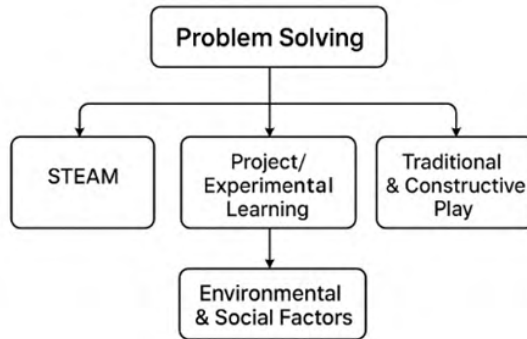 Problem Solving
STEAM
Project/
Experimental
Learning
Traditional
& Constructive
Play
Environmental
& Social Factors